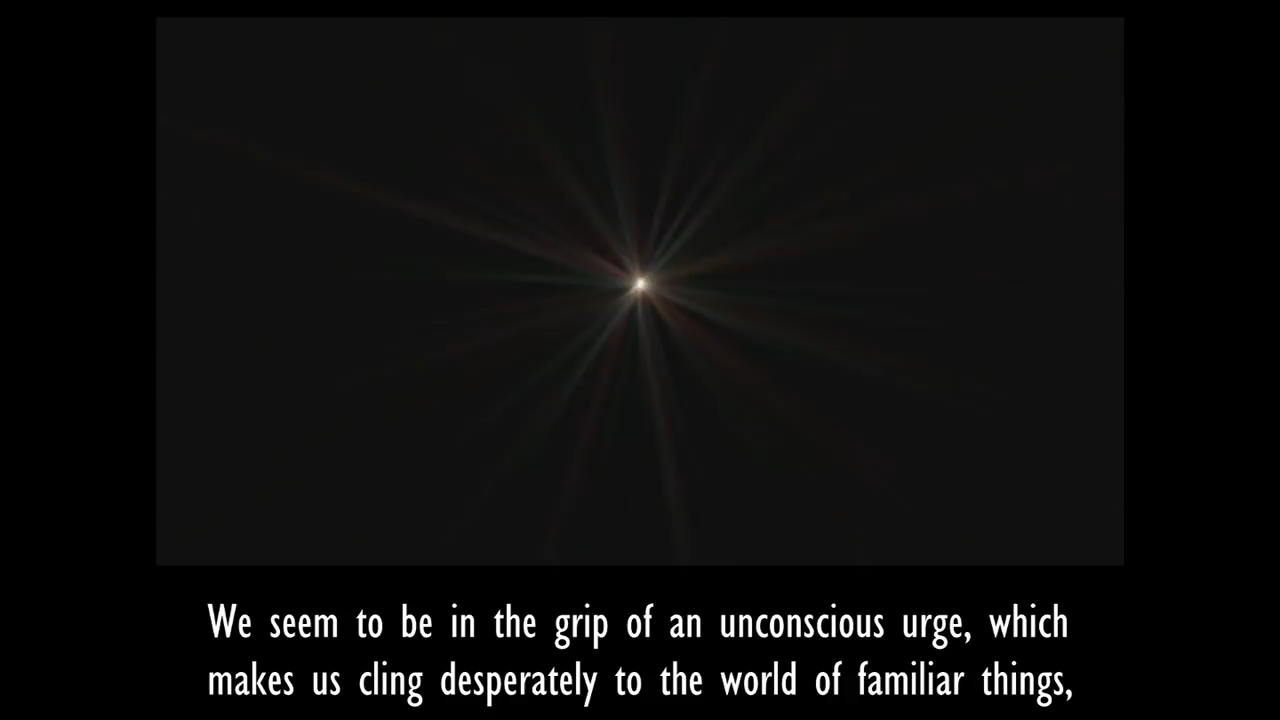 We seem to be in the grip of an unconscious urge, which
makes us cling desperately to the world of familiar things,